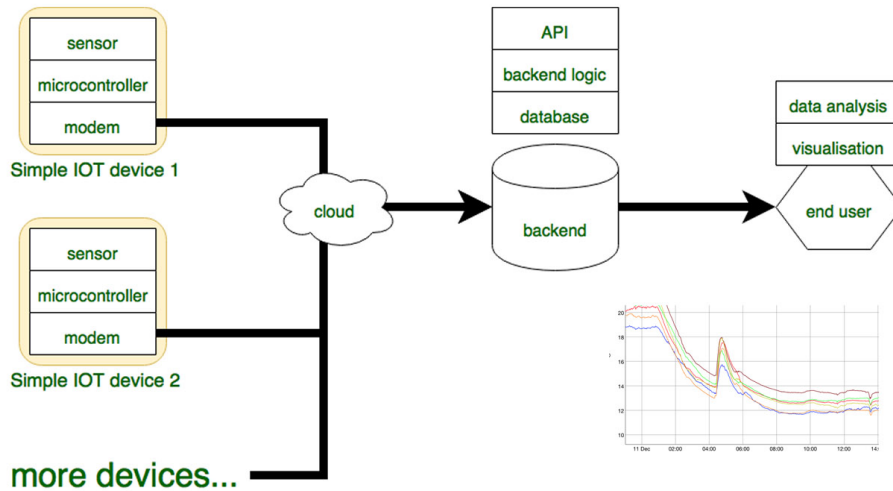 sensor
microcontroller
modem
Simple IOT device 1
sensor
microcontroller
modem
Simple IOT device 2
more devices...
cloud
API
backend logic
database
backend
data analysis
visualisation
end user
20
18
16
14
12
10
11 Dec 02:00 04:00 06:00 08:00 10:00 12:00 14: